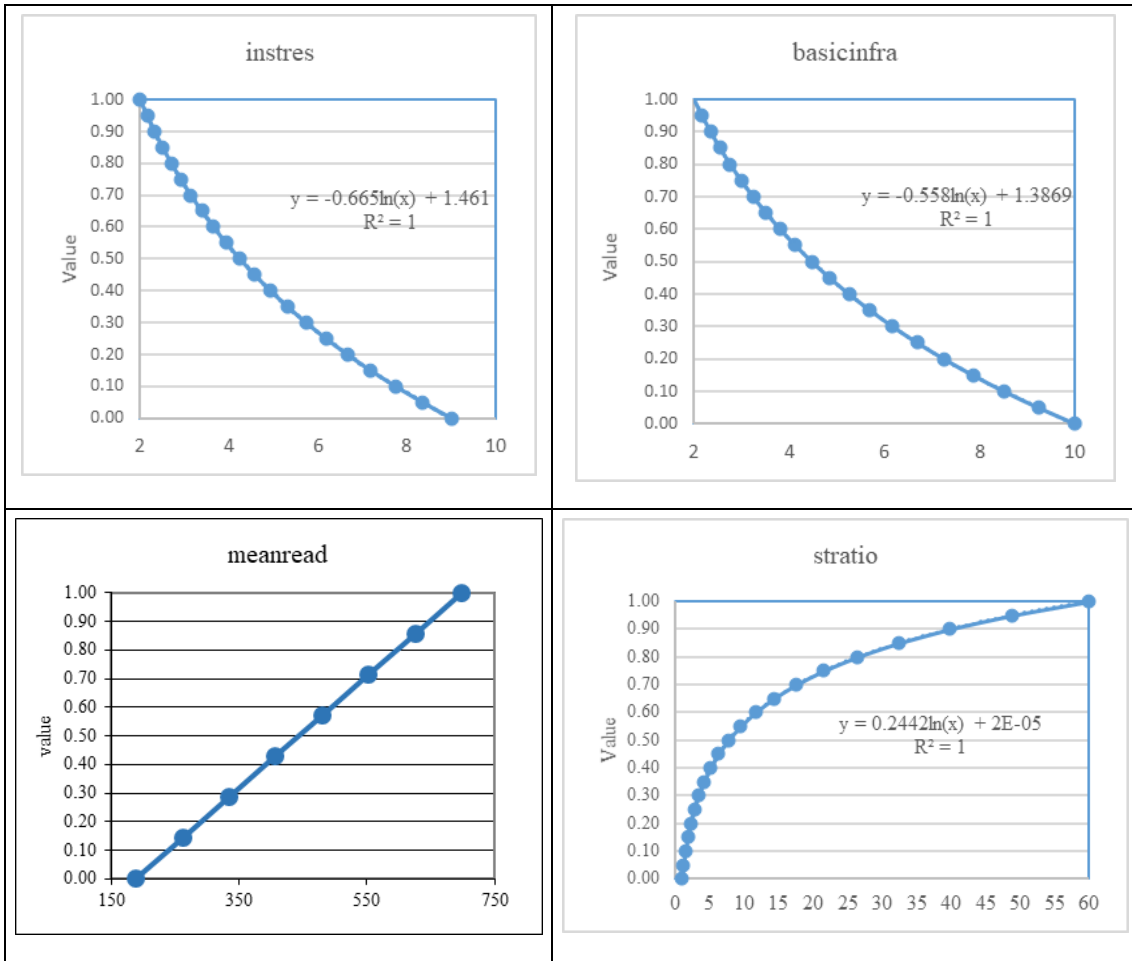 instres
1.00
0.90
0.80
0.70
0.60
0.50
0.40
0.30
0.20
0.10
0.00
Value
y = -0.665ln(x) + 1.461
R² = 1
2 4 6 8 10
basicinfra
1.00
0.90
0.80
0.70
0.60
0.50
0.40
0.30
0.20
0.10
0.00
Value
y = -0.558ln(x) + 1.3869
R² = 1
2 4 6 8 10
meanread
1.00
0.90
0.80
0.70
0.60
0.50
0.40
0.30
0.20
0.10
0.00
value
150 350 550 750
stratio
1.00
0.90
0.80
0.70
0.60
0.50
0.40
0.30
0.20
0.10
0.00
Value
y = 0.2442ln(x) + 2E-05
R² = 1
0 5 10 15 20 25 30 35 40 45 50 55 60